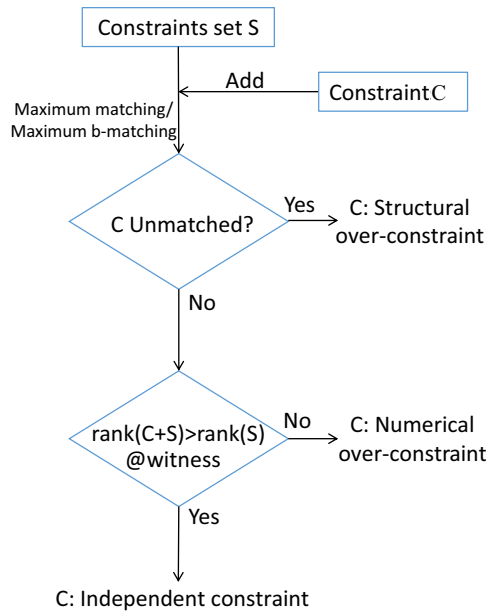 Constraints set S
Add
Constraint:C
Maximum matching/
Maximum b-matching
C Unmatched?
Yes
C: Structural
over-constraint
No
rank(C+S)>rank(S)
@witness
No
C: Numerical
over-constraint
Yes
C: Independent constraint